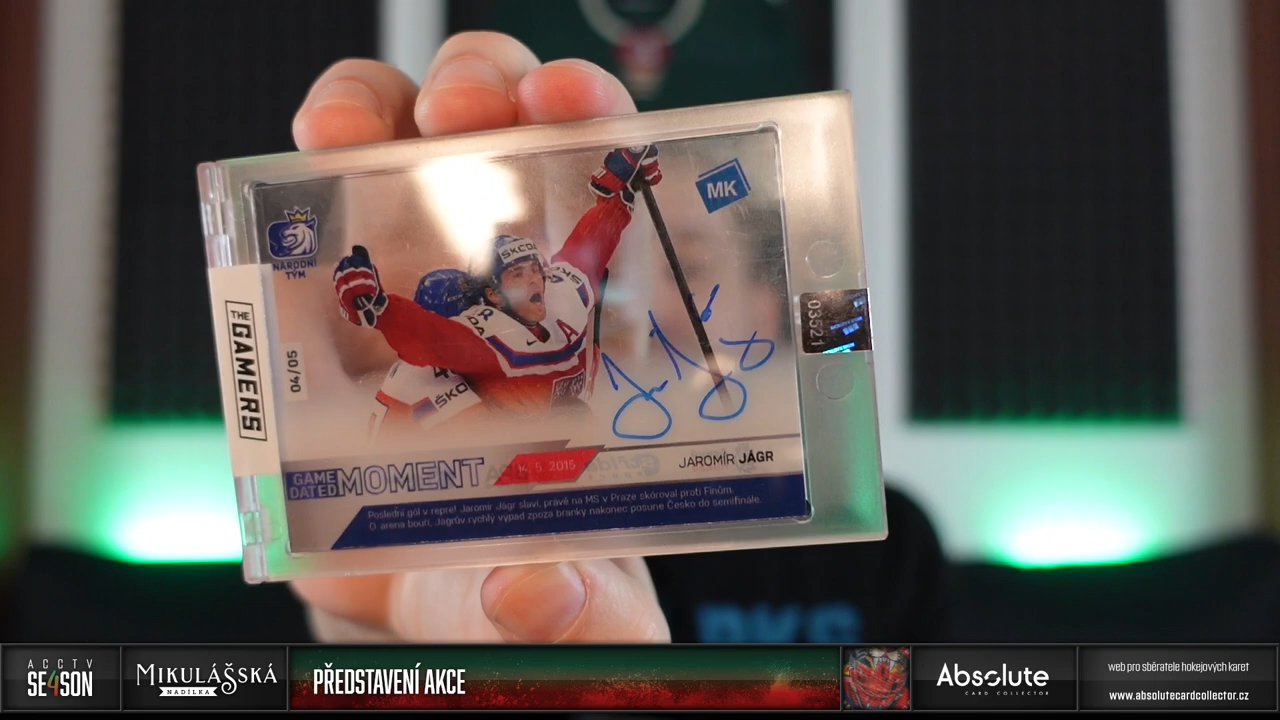 MK
NÁRODNÍ
TÝM
ŠKODA
A
ŠKO
THE
GAMERS
04/05
03521
GAME
DATED
MOMENT
14. 5. 2015
JAROMÍR JÁGR
Poslední gól v repre! Jaromír Jágr slaví, právě na MS v Praze skóroval proti Finům.
O2 arena bouří, Jágrův rychlý výpad zpoza branky nakonec posune Česko do semifinále.
ACCTV
SE4SON
MIKULÁŠSKÁ
NADÍLKA
PŘEDSTAVENÍ AKCE
Absolute
CARD COLLECTOR
web pro sběratele hokejových karet
www.absolutecardcollector.cz